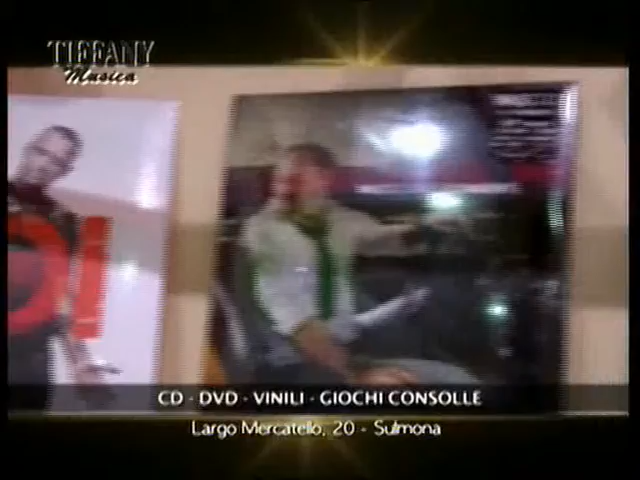 TIFFANY
Musica
O!
CD - DVD - VINILI - GIOCHI CONSOLLE
Largo Mercatello, 20 - Sulmona